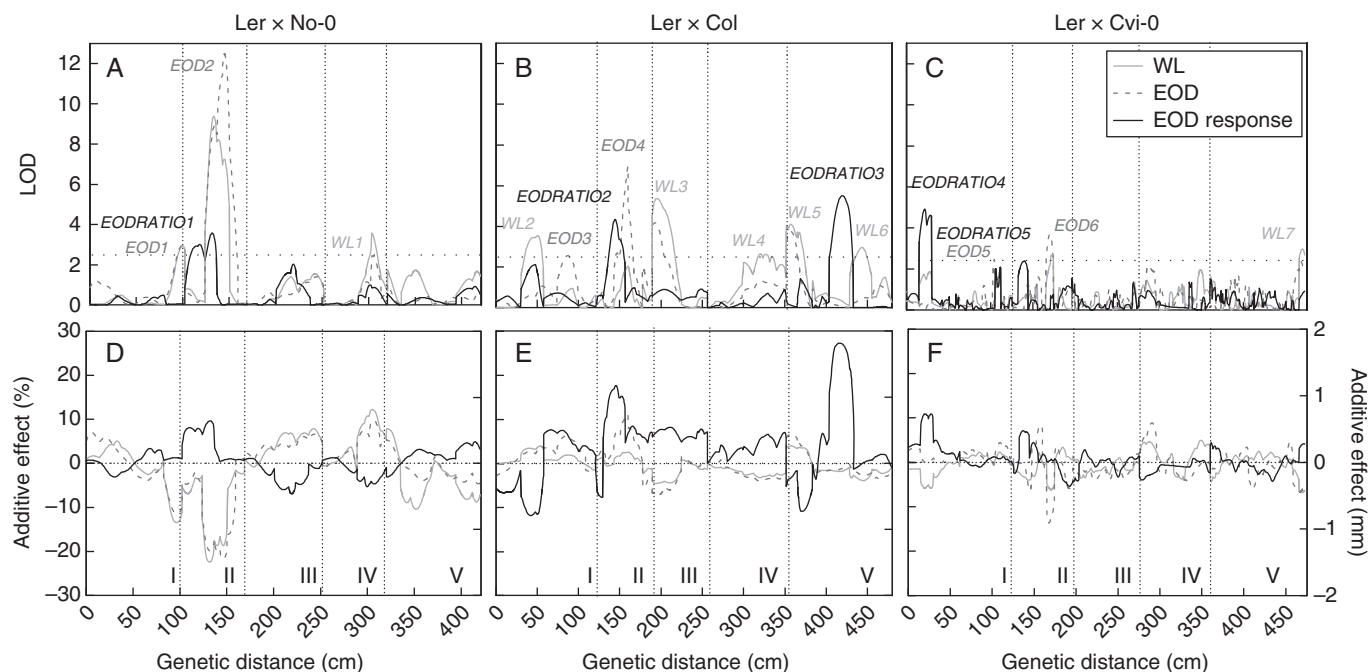 Ler × No-0
Ler × Col
Ler × Cvi-0
A
EOD2
EODRATIO1
EOD1
WL1
LOD
12
10
8
6
4
2
0
B
EOD4
EODRATIO2
WL3
EODRATIO3
WL2
EOD3
WL5
WL4
WL6
C
WL
EOD
EOD response
EODRATIO4
EODRATIO5
EOD5
EOD6
WL7
D
Additive effect (%)
30
20
10
0
–10
–20
–30
I
II
III
IV
V
E
I
II
III
IV
V
F
I
II
III
IV
V
2
1
0
–1
–2
Additive effect (mm)
0
50
100
150
200
250
300
350
400
0
50
100
150
200
250
300
350
400
450
0
50
100
150
200
250
300
350
400
450
Genetic distance (cm)
Genetic distance (cm)
Genetic distance (cm)